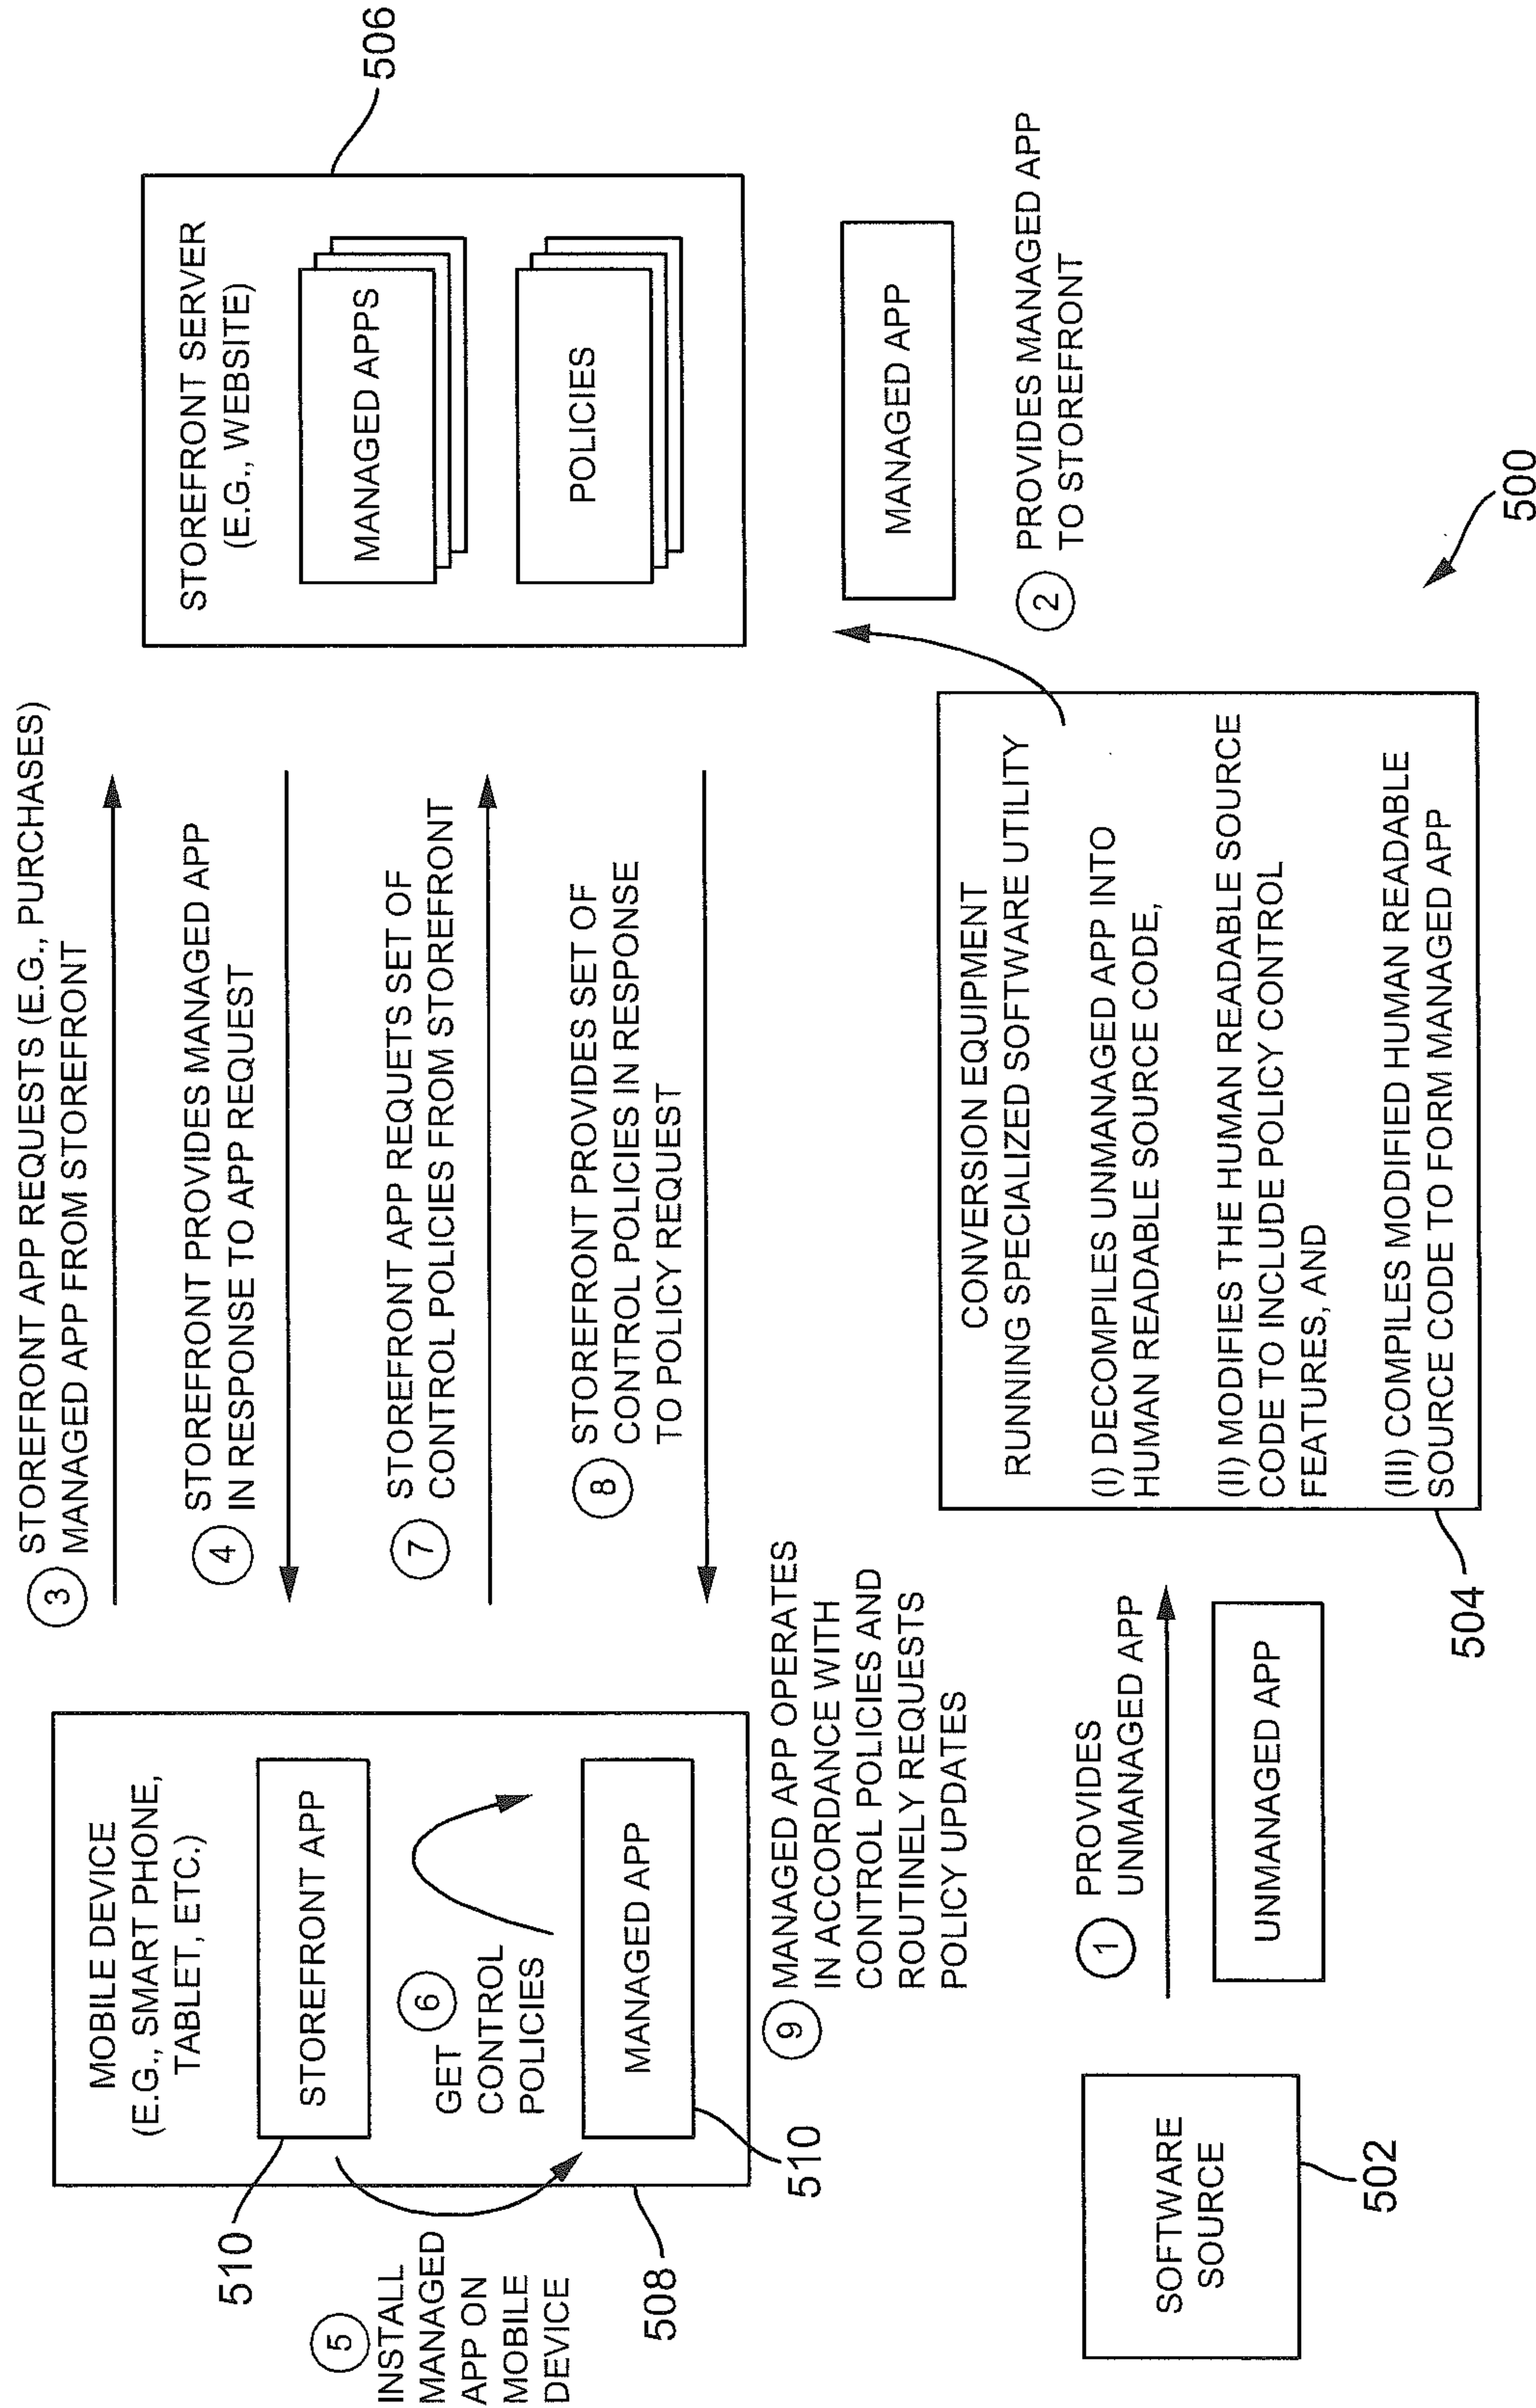 MOBILE DEVICE
(E.G., SMART PHONE,
TABLET, ETC.)
STOREFRONT APP
510
5
INSTALL
MANAGED
APP ON
MOBILE
DEVICE
6
GET
CONTROL
POLICIES
MANAGED APP
510
508
3
STOREFRONT APP REQUESTS (E.G., PURCHASES)
MANAGED APP FROM STOREFRONT
4
STOREFRONT PROVIDES MANAGED APP
IN RESPONSE TO APP REQUEST
7
STOREFRONT APP REQUETS SET OF
CONTROL POLICIES FROM STOREFRONT
8
STOREFRONT PROVIDES SET OF
CONTROL POLICIES IN RESPONSE
TO POLICY REQUEST
STOREFRONT SERVER
(E.G., WEBSITE)
MANAGED APPS
POLICIES
506
9
MANAGED APP OPERATES
IN ACCORDANCE WITH
CONTROL POLICIES AND
ROUTINELY REQUESTS
POLICY UPDATES
SOFTWARE
SOURCE
502
1
PROVIDES
UNMANAGED APP
UNMANAGED APP
CONVERSION EQUIPMENT
RUNNING SPECIALIZED SOFTWARE UTILITY
(I) DECOMPILES UNMANAGED APP INTO
HUMAN READABLE SOURCE CODE,
(II) MODIFIES THE HUMAN READABLE SOURCE
CODE TO INCLUDE POLICY CONTROL
FEATURES, AND
(III) COMPILES MODIFIED HUMAN READABLE
SOURCE CODE TO FORM MANAGED APP
504
MANAGED APP
2
PROVIDES MANAGED APP
TO STOREFRONT
500